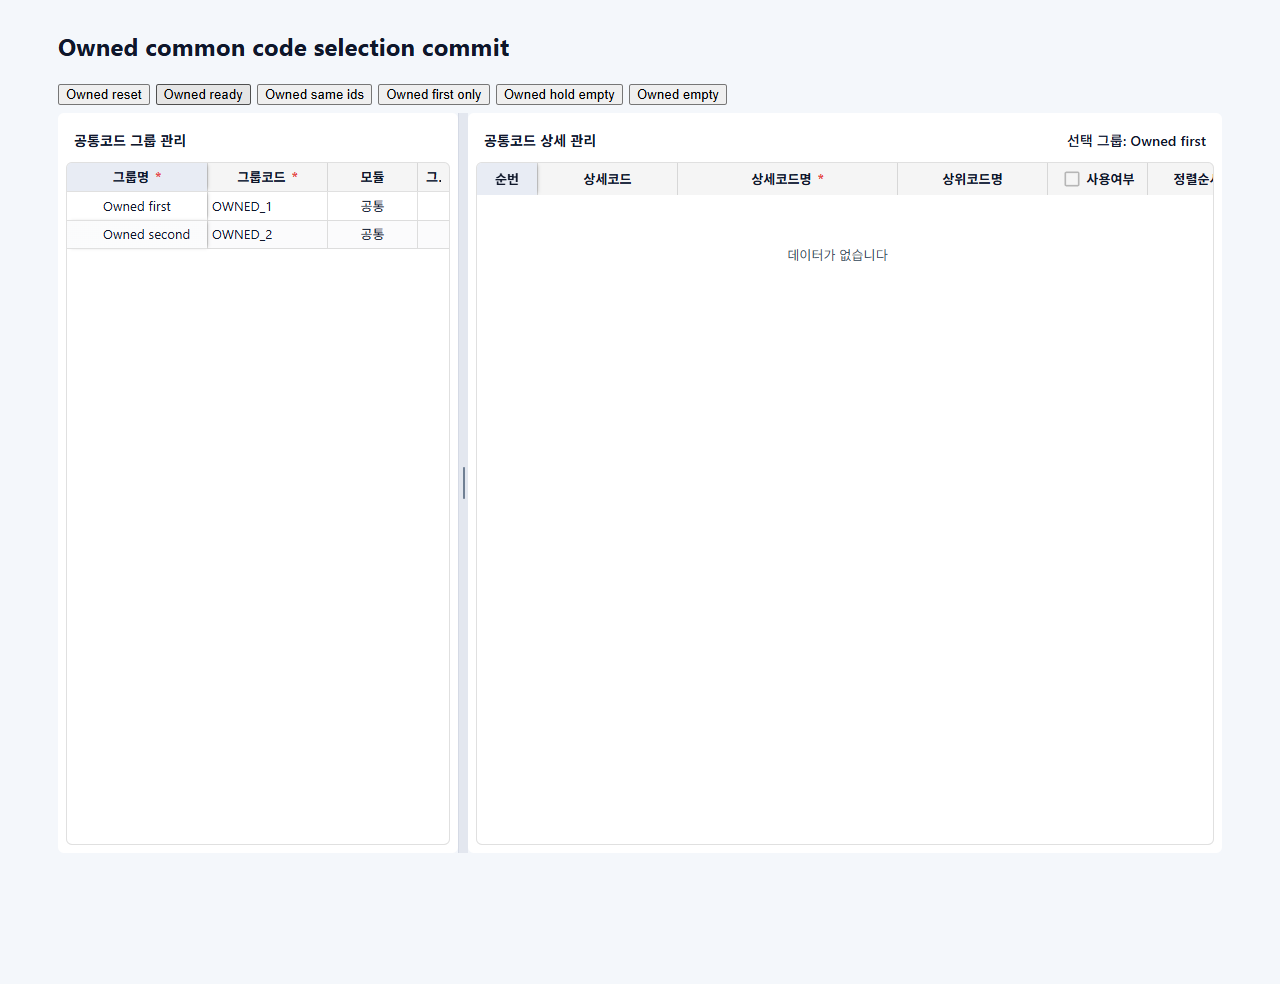 Owned common code selection commit
Owned reset Owned ready Owned same ids Owned first only Owned hold empty Owned empty
공통코드 그룹 관리
그룹명 * 그룹코드 * 모듈 그.
Owned first OWNED_1 공통
Owned second OWNED_2 공통
공통코드 상세 관리 선택 그룹: Owned first
순번 상세코드 상세코드명 * 상위코드명 사용여부 정렬순
데이터가 없습니다